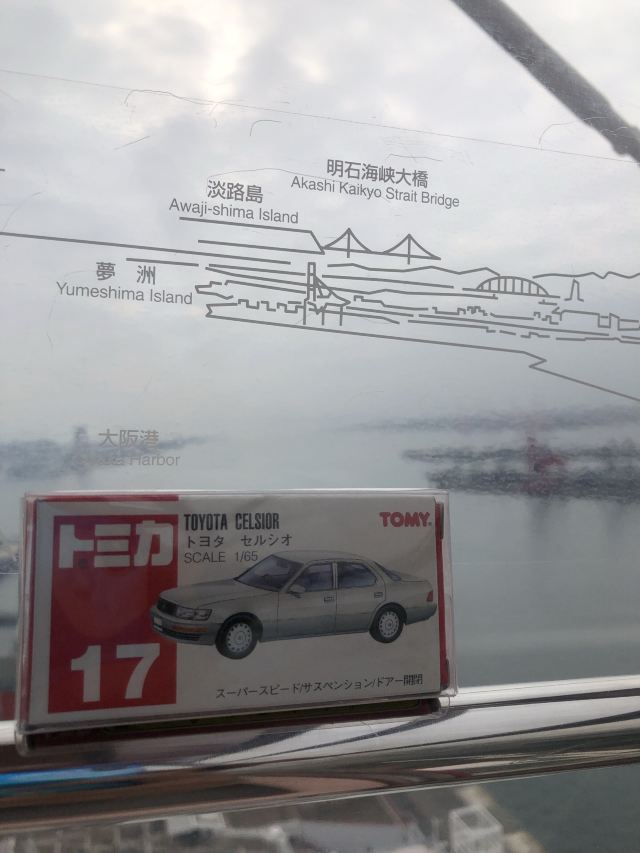 明石海峡大橋
Akashi Kaikyo Strait Bridge
淡路島
Awaji-shima Island
夢 洲
Yumeshima Island
大阪港
Osaka Harbor
トミカ
17
TOYOTA CELSIOR
トヨタ セルシオ
SCALE 1/65
TOMY
スーパースピード/サスペンション/ドアー開閉